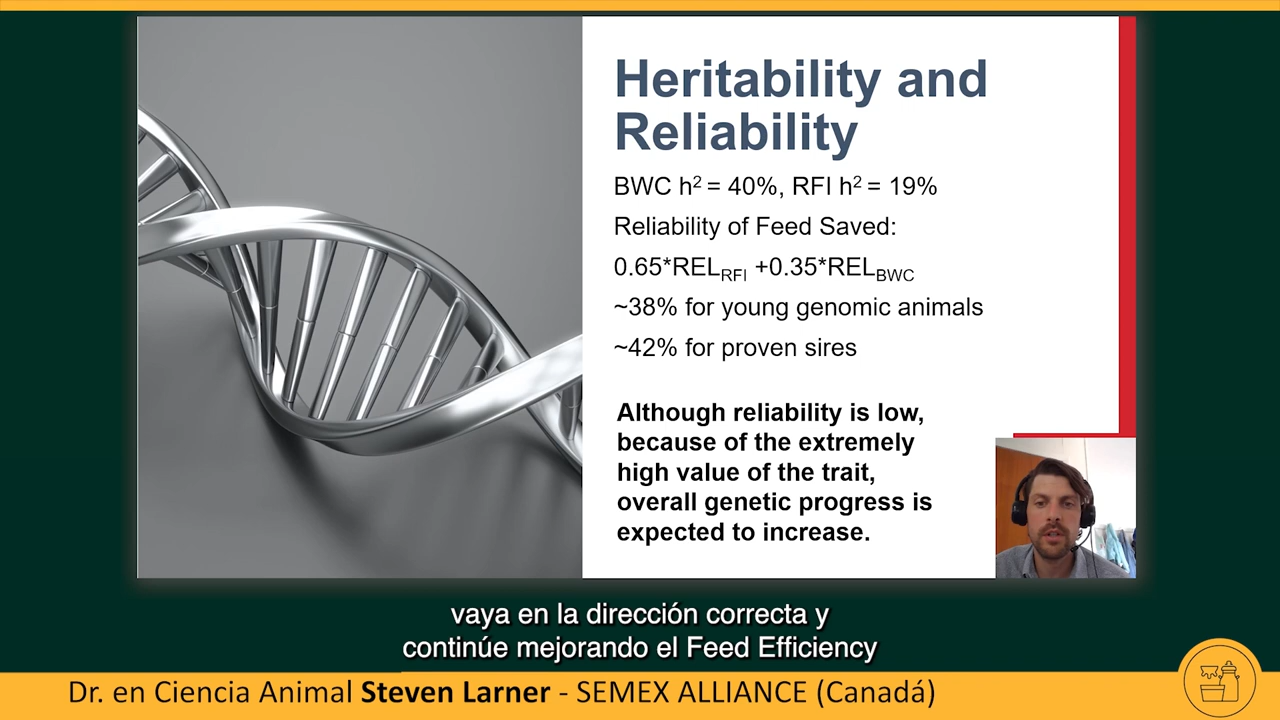 Heritability and
Reliability
BWC h² = 40%, RFI h² = 19%
Reliability of Feed Saved:
0.65*REL_RFI +0.35*REL_BWC
~38% for young genomic animals
~42% for proven sires
Although reliability is low,
because of the extremely
high value of the trait,
overall genetic progress is
expected to increase.
vaya en la dirección correcta y
continúe mejorando el Feed Efficiency
Dr. en Ciencia Animal Steven Larner - SEMEX ALLIANCE (Canadá)